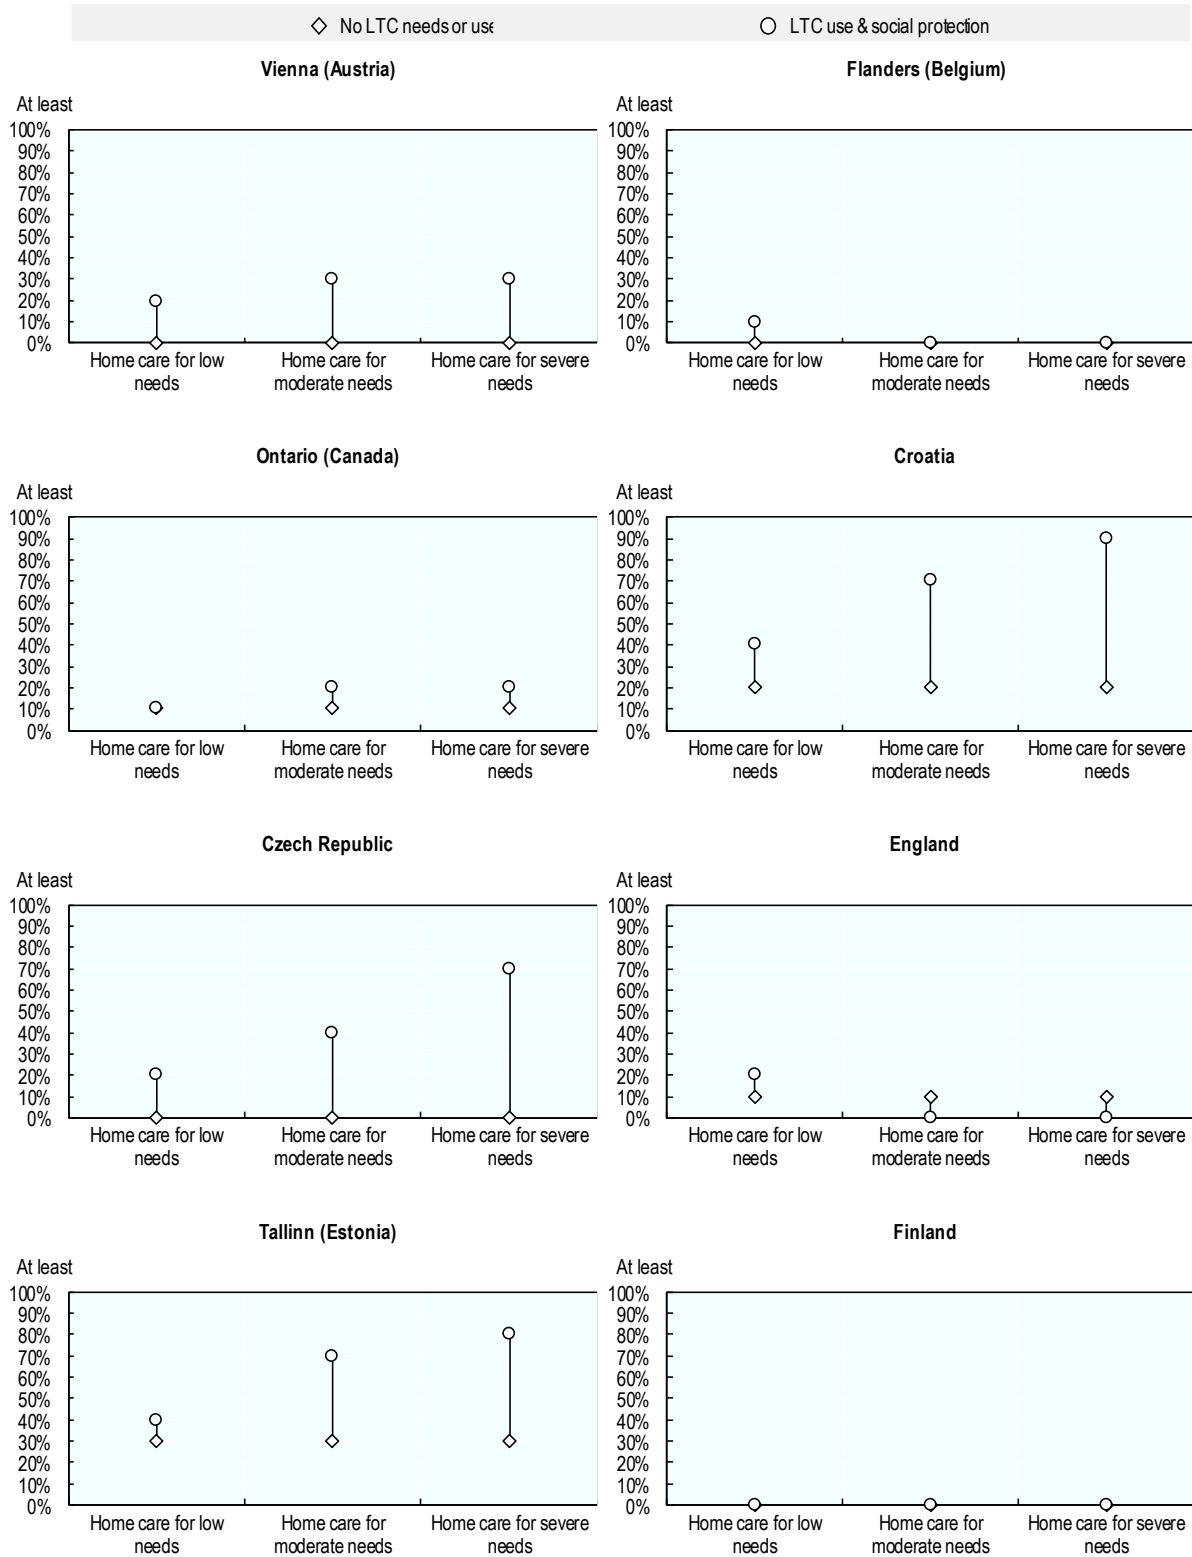 No LTC needs or use
LTC use & social protection
Vienna (Austria)
At least
100%
90%
80%
70%
60%
50%
40%
30%
20%
10%
0%
Home care for low
needs
Home care for
moderate needs
Home care for severe
needs
Flanders (Belgium)
At least
100%
90%
80%
70%
60%
50%
40%
30%
20%
10%
0%
Home care for low
needs
Home care for
moderate needs
Home care for severe
needs
Ontario (Canada)
At least
100%
90%
80%
70%
60%
50%
40%
30%
20%
10%
0%
Home care for low
needs
Home care for
moderate needs
Home care for severe
needs
Croatia
At least
100%
90%
80%
70%
60%
50%
40%
30%
20%
10%
0%
Home care for low
needs
Home care for
moderate needs
Home care for severe
needs
Czech Republic
At least
100%
90%
80%
70%
60%
50%
40%
30%
20%
10%
0%
Home care for low
needs
Home care for
moderate needs
Home care for severe
needs
England
At least
100%
90%
80%
70%
60%
50%
40%
30%
20%
10%
0%
Home care for low
needs
Home care for
moderate needs
Home care for severe
needs
Tallinn (Estonia)
At least
100%
90%
80%
70%
60%
50%
40%
30%
20%
10%
0%
Home care for low
needs
Home care for
moderate needs
Home care for severe
needs
Finland
At least
100%
90%
80%
70%
60%
50%
40%
30%
20%
10%
0%
Home care for low
needs
Home care for
moderate needs
Home care for severe
needs